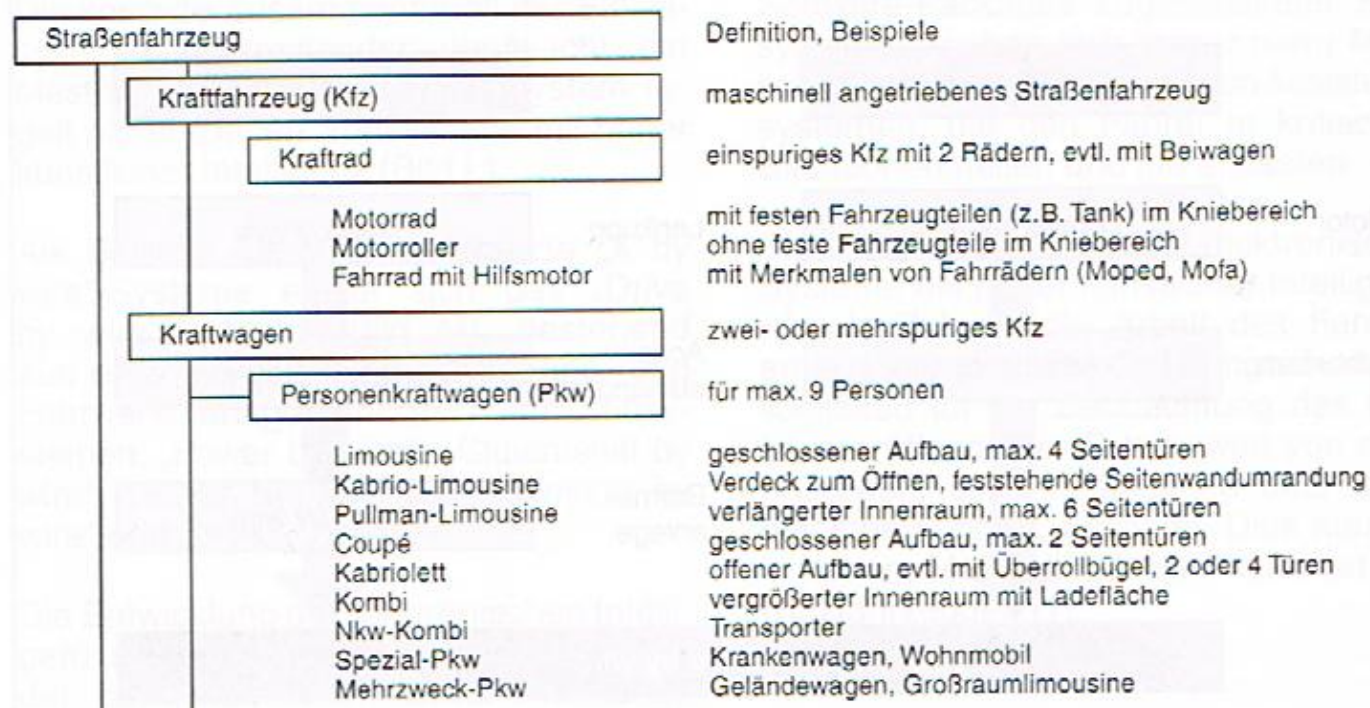 Straßenfahrzeug Definition, Beispiele
Kraftfahrzeug (Kfz) maschinell angetriebenes Straßenfahrzeug
Kraftrad einspuriges Kfz mit 2 Rädern, evtl. mit Beiwagen
Motorrad mit festen Fahrzeugteilen (z.B. Tank) im Kniebereich
Motorroller ohne feste Fahrzeugteile im Kniebereich
Fahrrad mit Hilfsmotor mit Merkmalen von Fahrrädern (Moped, Mofa)
Kraftwagen zwei- oder mehrspuriges Kfz
Personenkraftwagen (Pkw) für max. 9 Personen
Limousine geschlossener Aufbau, max. 4 Seitentüren
Kabrio-Limousine Verdeck zum Öffnen, feststehende Seitenwandumrandung
Pullman-Limousine verlängerter Innenraum, max. 6 Seitentüren
Coupé geschlossener Aufbau, max. 2 Seitentüren
Kabriolett offener Aufbau, evtl. mit Überrollbügel, 2 oder 4 Türen
Kombi vergrößerter Innenraum mit Ladefläche
Nkw-Kombi Transporter
Spezial-Pkw Krankenwagen, Wohnmobil
Mehrzweck-Pkw Geländewagen, Großraumlimousine